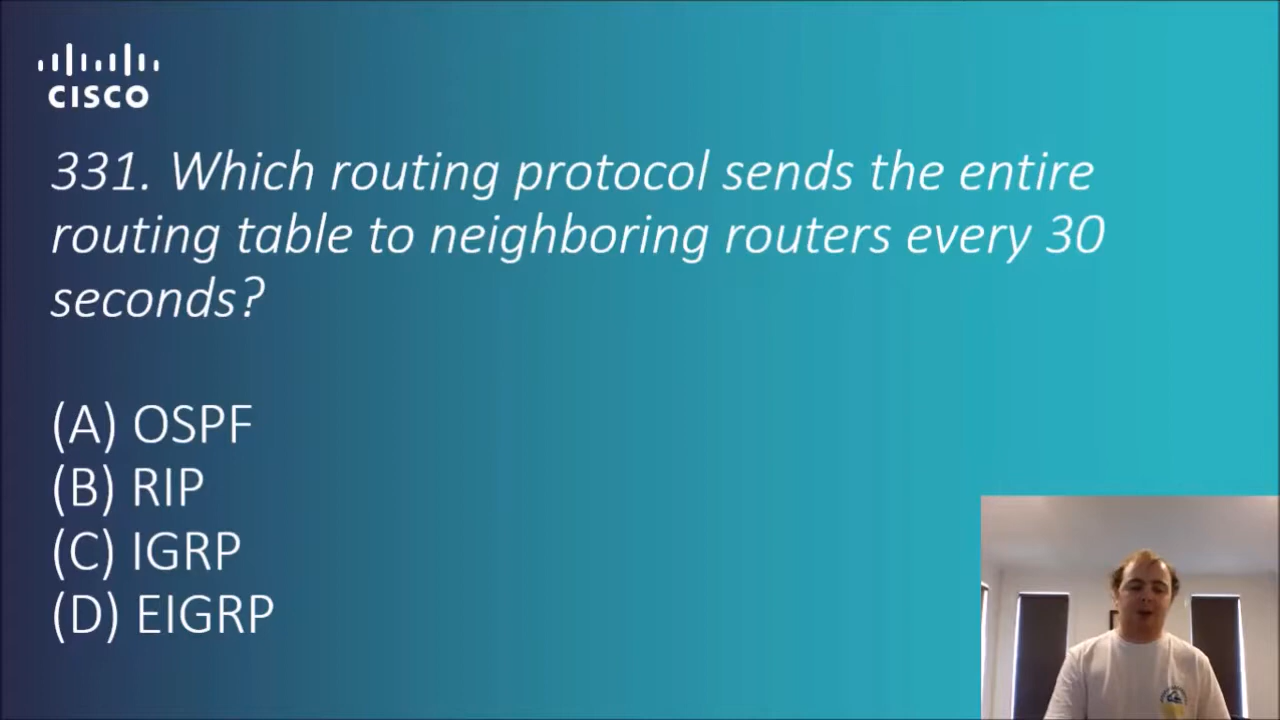 CISCO
331. Which routing protocol sends the entire
routing table to neighboring routers every 30
seconds?
(A) OSPF
(B) RIP
(C) IGRP
(D) EIGRP